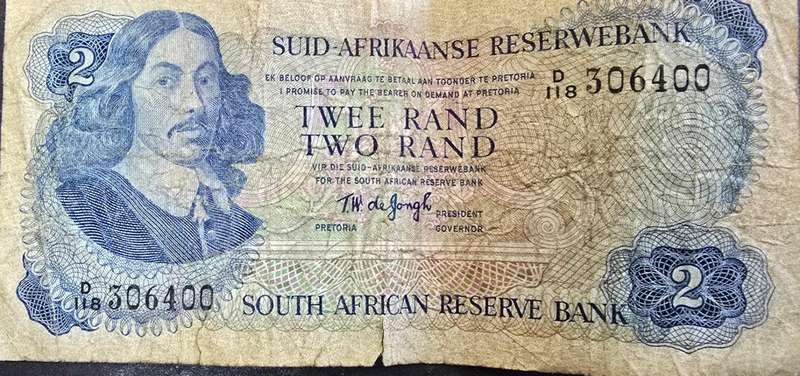 2
SUID-AFRIKAANSE RESERWEBANK
EK BELOOF OP AANVRAAG TE BETAAL AAN TOONDER TE PRETORIA
I PROMISE TO PAY THE BEARER ON DEMAND AT PRETORIA
D/118 306400
TWEE RAND
TWO RAND
VIR DIE SUID-AFRIKAANSE RESERWEBANK
FOR THE SOUTH AFRICAN RESERVE BANK
T.W. de Jongh
PRESIDENT
PRETORIA GOVERNOR
D/118 306400
SOUTH AFRICAN RESERVE BANK
2